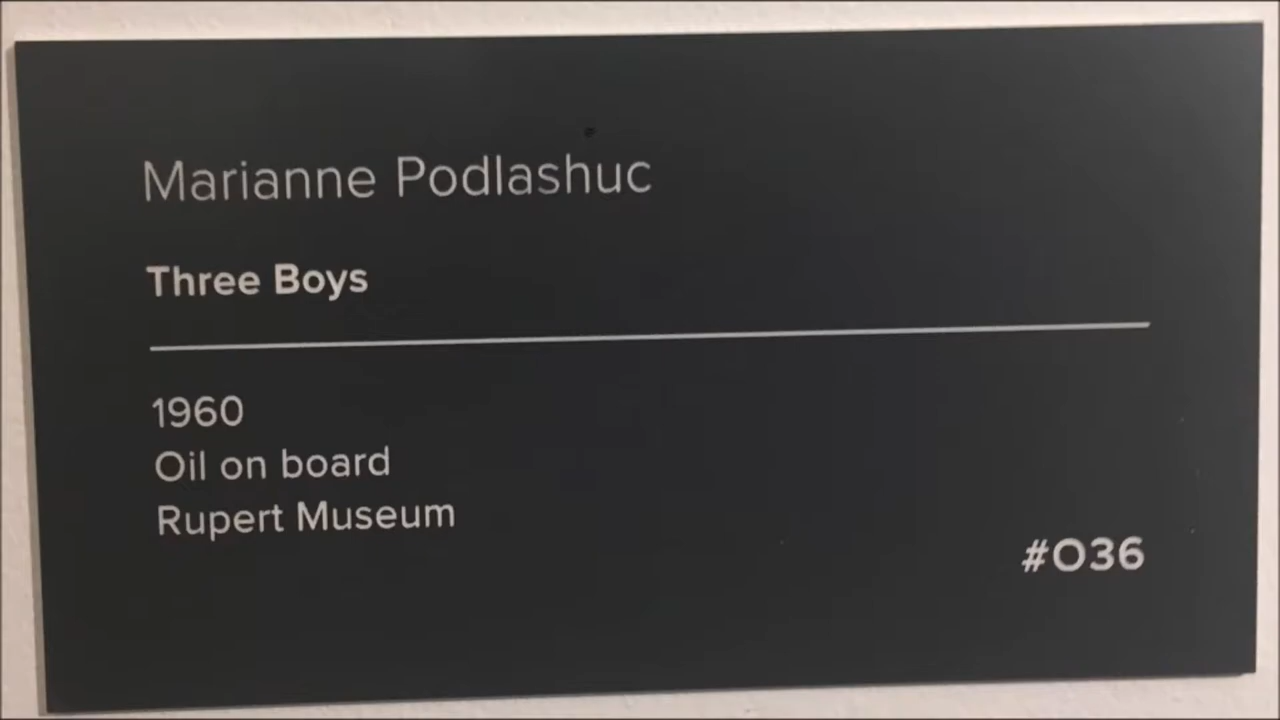 Marianne Podlashuc
Three Boys
1960
Oil on board
Rupert Museum
#036